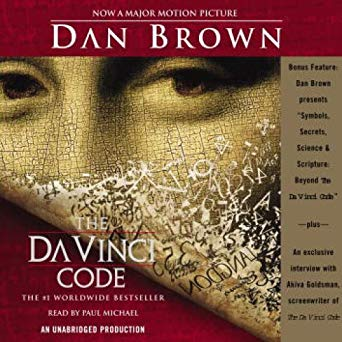 NOW A MAJOR MOTION PICTURE
DAN BROWN
THE
DA VINCI
CODE
THE #1 WORLDWIDE BESTSELLER
READ BY PAUL MICHAEL
AN UNABRIDGED PRODUCTION
Bonus Feature:
Dan Brown
presents
"Symbols,
Secrets,
Science &
Scripture:
Beyond The
Da Vinci Code"
—plus—
An exclusive
interview with
Akiva Goldsman,
screenwriter of
The Da Vinci Code